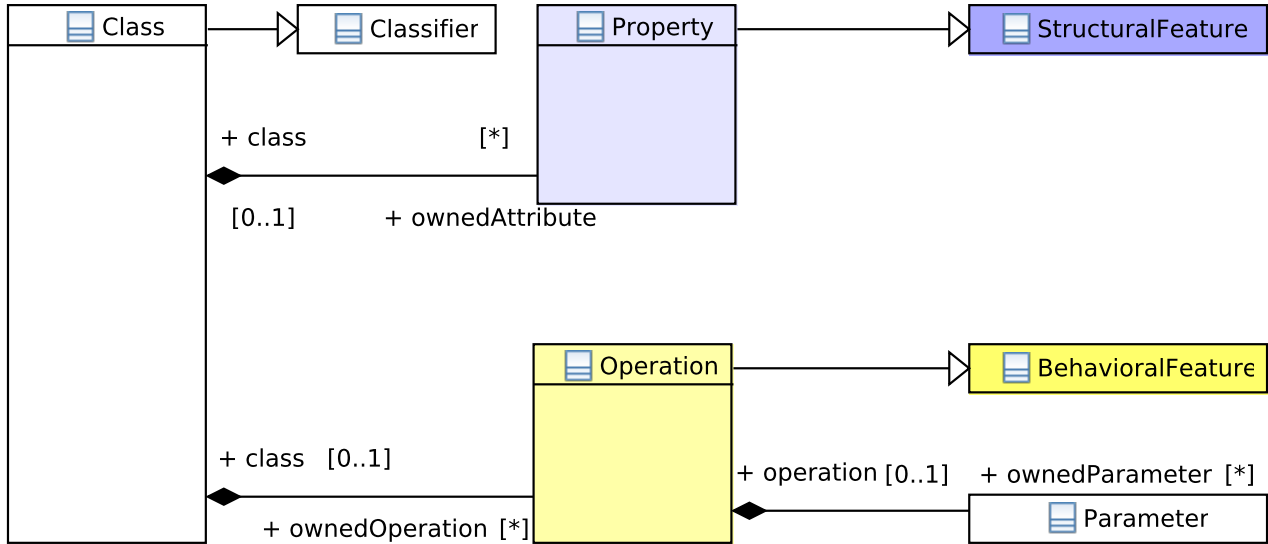 Class
Classifier
Property
StructuralFeature
+ class
[*]
[0..1]
+ ownedAttribute
Operation
BehavioralFeature
+ class [0..1]
+ operation [0..1]
+ ownedParameter [*]
+ ownedOperation [*]
Parameter